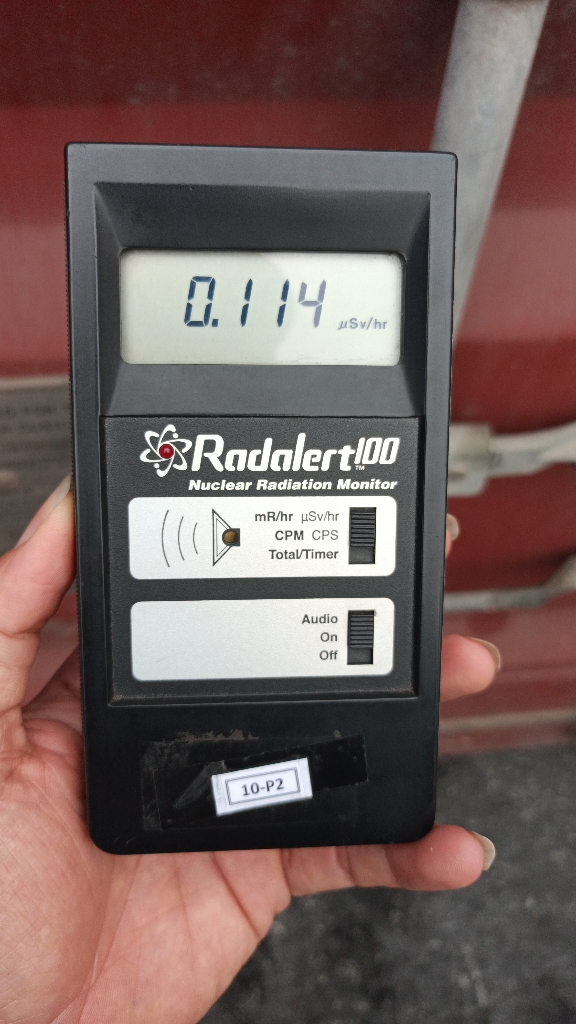 0.114 µSv/hr
Radalert100™
Nuclear Radiation Monitor
mR/hr µSv/hr
CPM CPS
Total/Timer
Audio
On
Off
10-P2